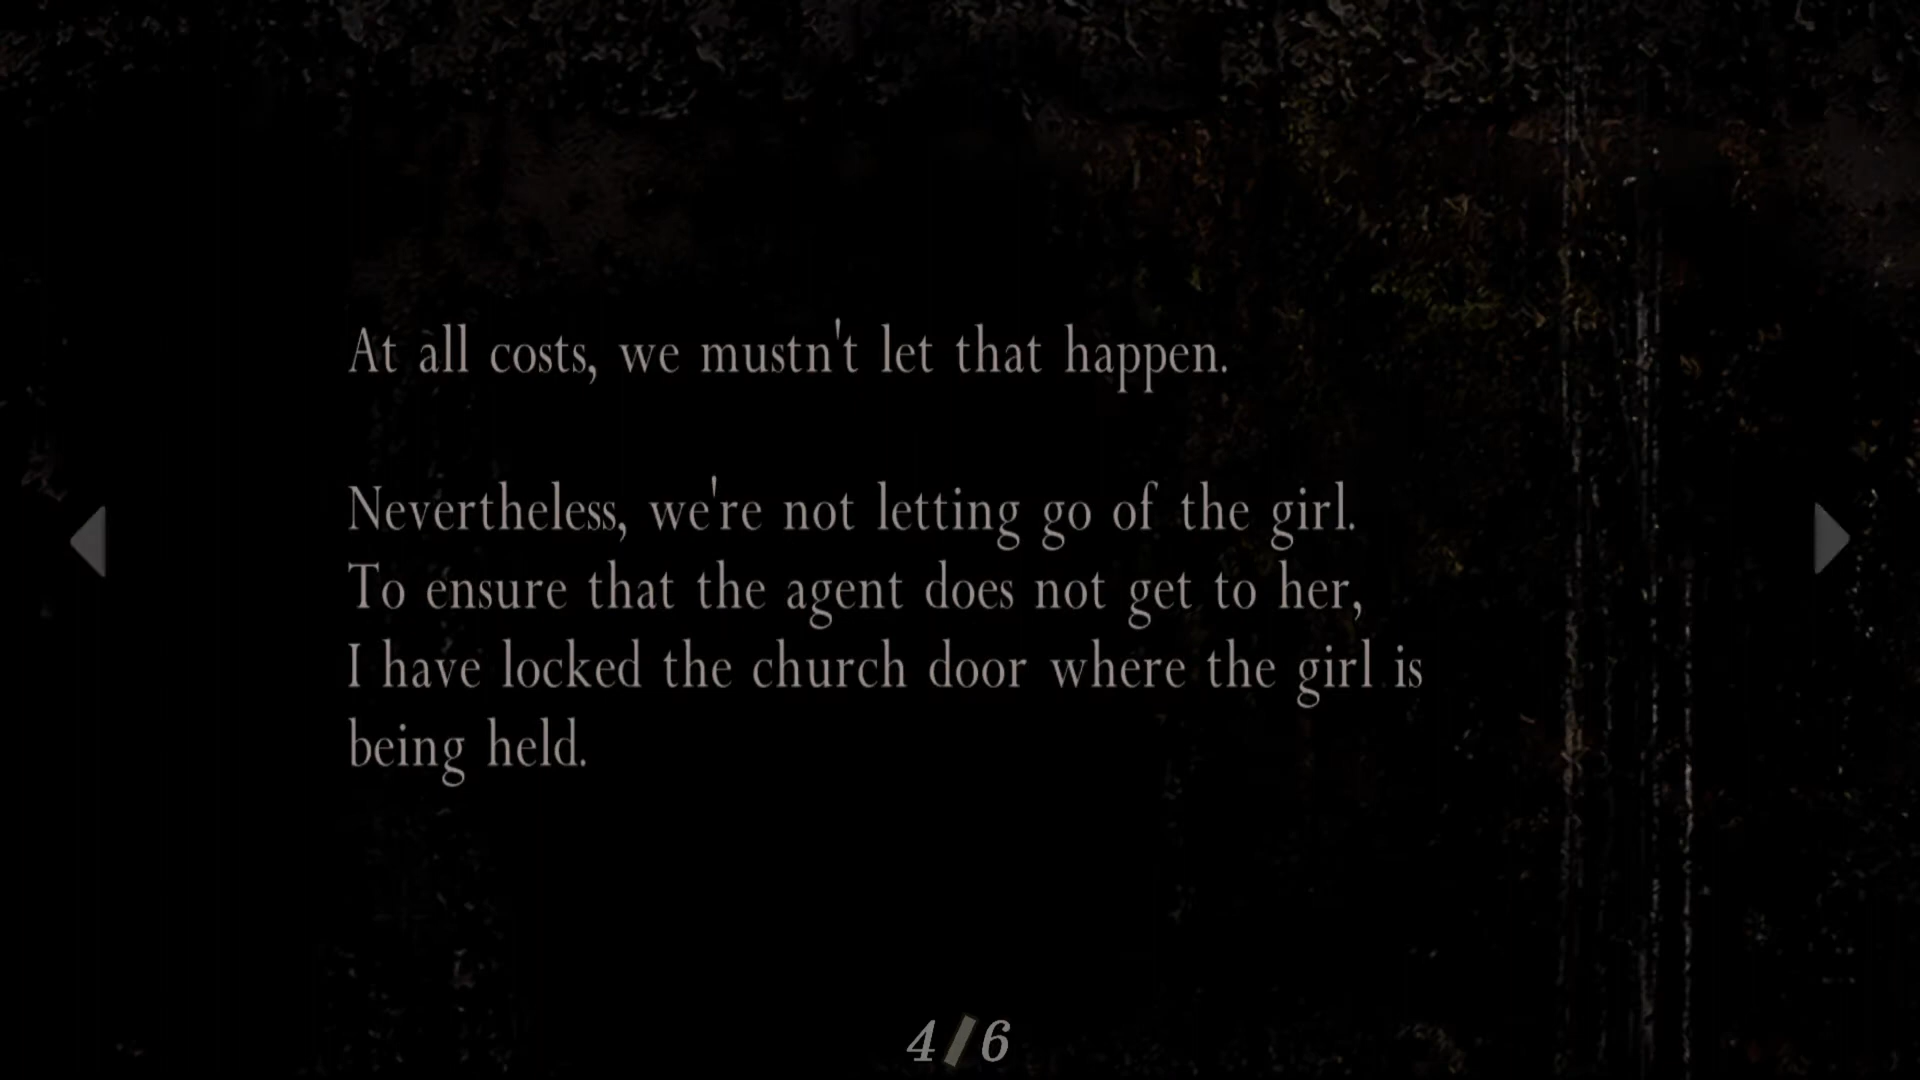 At all costs, we mustn't let that happen.
Nevertheless, we're not letting go of the girl.
To ensure that the agent does not get to her,
I have locked the church door where the girl is
being held.
4/6